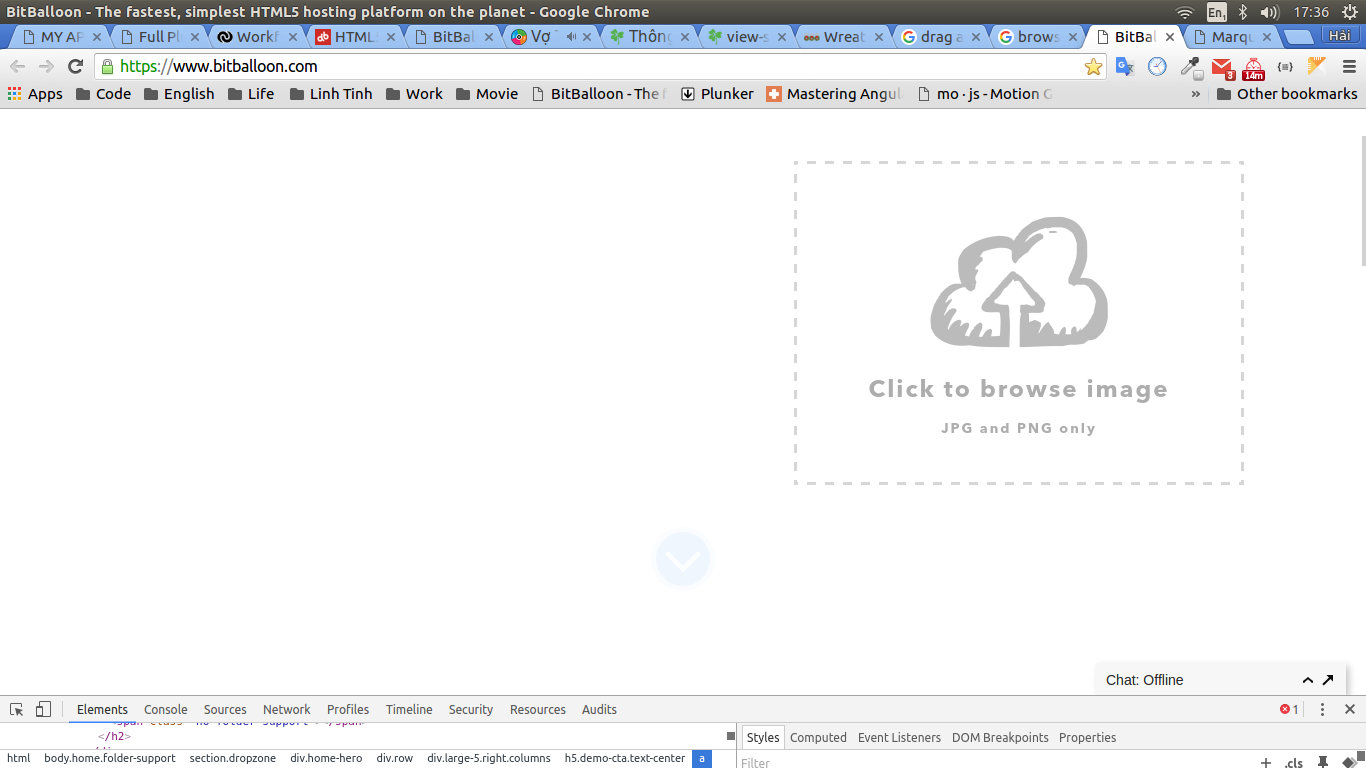 BitBalloon - The fastest, simplest HTML5 hosting platform on the planet - Google Chrome
En1 17:36
MY AP Full Pl Workf HTML BitBal Vợ Thông view-s Wreat drag a brows BitBal Marqu Hải
https://www.bitballoon.com 3 14m
Apps Code English Life Linh Tinh Work Movie BitBalloon - The f Plunker Mastering Angul mo · js - Motion G » Other bookmarks
Click to browse image
JPG and PNG only
Chat: Offline
Elements Console Sources Network Profiles Timeline Security Resources Audits 1
</h2>
Styles Computed Event Listeners DOM Breakpoints Properties
html body.home.folder-support section.dropzone div.home-hero div.row div.large-5.right.columns h5.demo-cta.text-center a
Filter + .cls